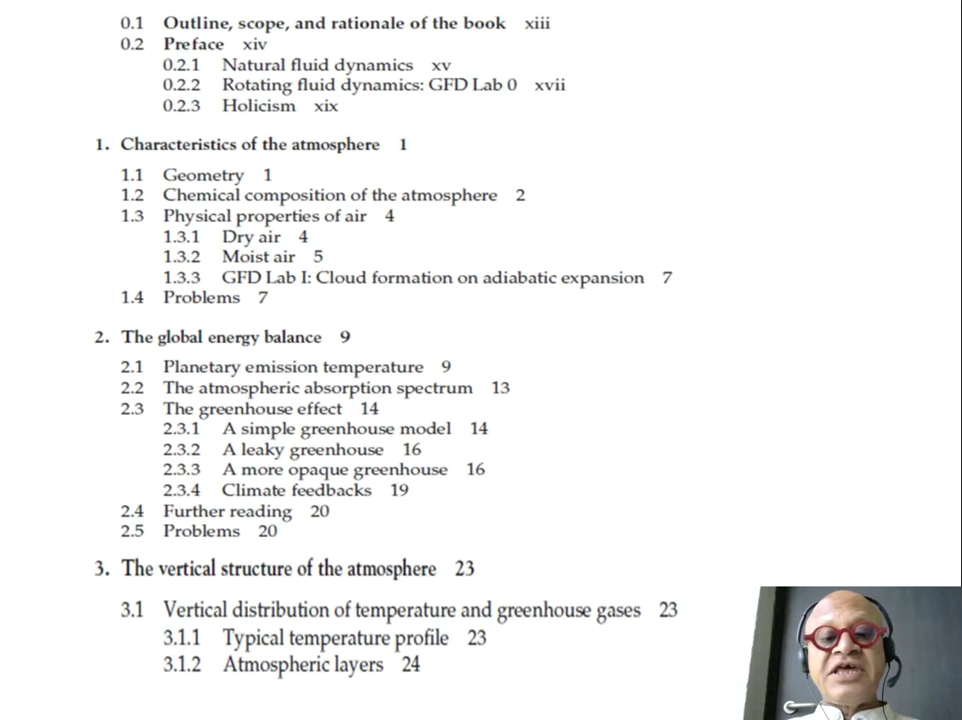 0.1 Outline, scope, and rationale of the book xiii
0.2 Preface xiv
0.2.1 Natural fluid dynamics xv
0.2.2 Rotating fluid dynamics: GFD Lab 0 xvii
0.2.3 Holicism xix
1. Characteristics of the atmosphere 1
1.1 Geometry 1
1.2 Chemical composition of the atmosphere 2
1.3 Physical properties of air 4
1.3.1 Dry air 4
1.3.2 Moist air 5
1.3.3 GFD Lab I: Cloud formation on adiabatic expansion 7
1.4 Problems 7
2. The global energy balance 9
2.1 Planetary emission temperature 9
2.2 The atmospheric absorption spectrum 13
2.3 The greenhouse effect 14
2.3.1 A simple greenhouse model 14
2.3.2 A leaky greenhouse 16
2.3.3 A more opaque greenhouse 16
2.3.4 Climate feedbacks 19
2.4 Further reading 20
2.5 Problems 20
3. The vertical structure of the atmosphere 23
3.1 Vertical distribution of temperature and greenhouse gases 23
3.1.1 Typical temperature profile 23
3.1.2 Atmospheric layers 24